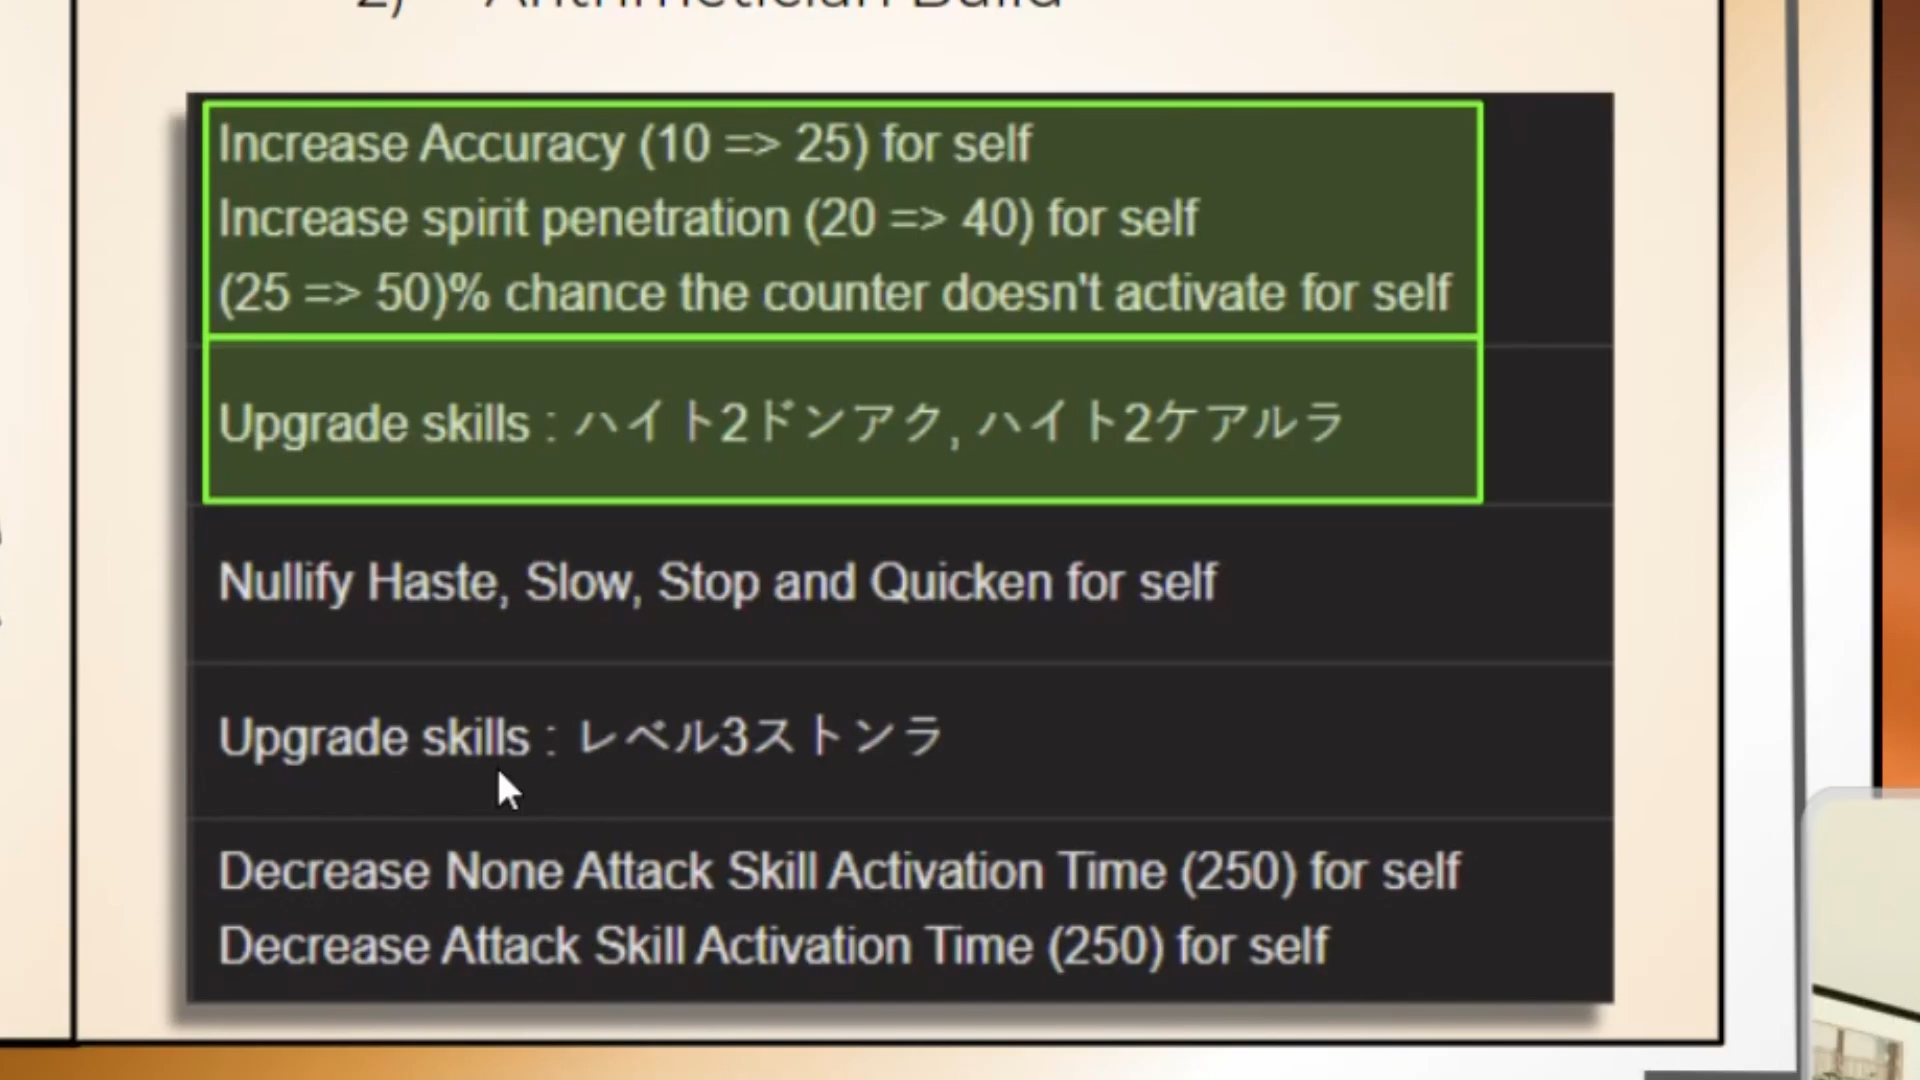 2) Arithmetician Build
Increase Accuracy (10 => 25) for self
Increase spirit penetration (20 => 40) for self
(25 => 50)% chance the counter doesn't activate for self
Upgrade skills : ハイト2ドンアク, ハイト2ケアルラ
Nullify Haste, Slow, Stop and Quicken for self
Upgrade skills : レベル3ストンラ
Decrease None Attack Skill Activation Time (250) for self
Decrease Attack Skill Activation Time (250) for self